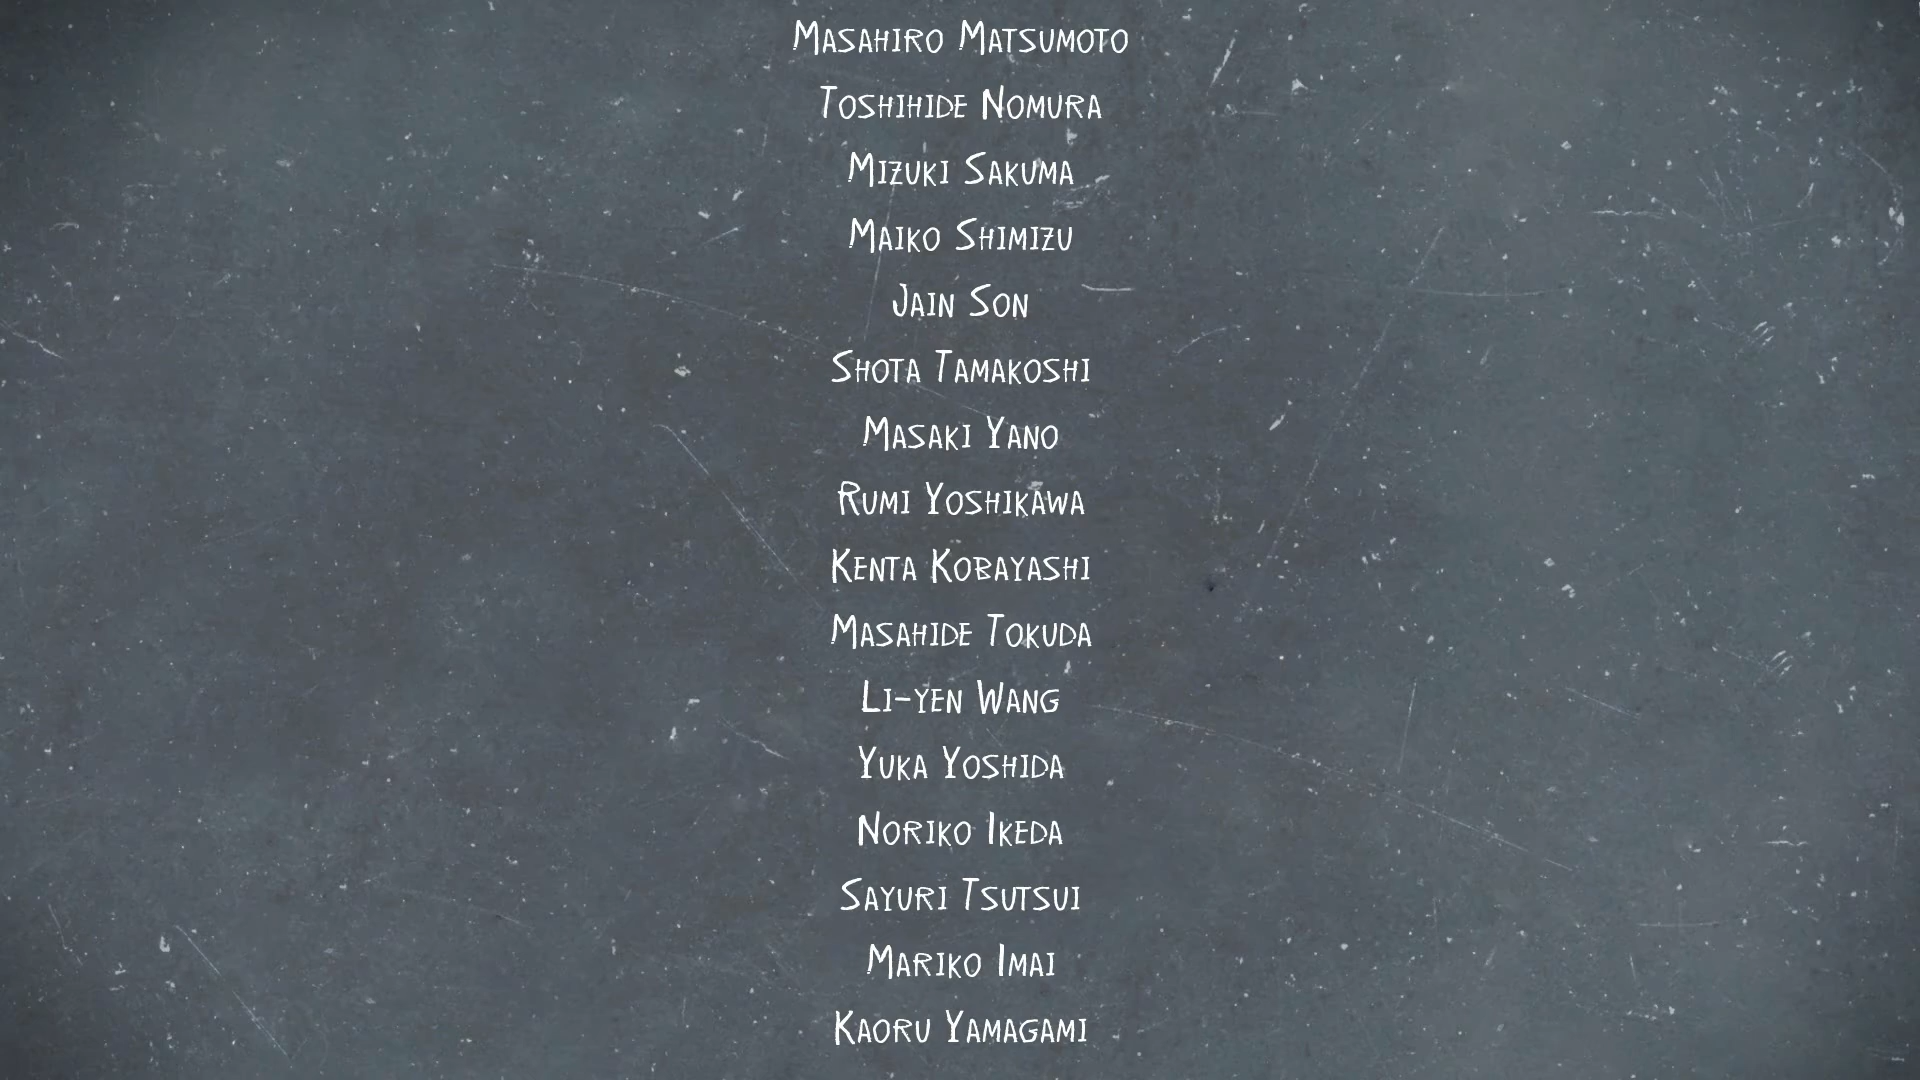 Masahiro Matsumoto
Toshihide Nomura
Mizuki Sakuma
Maiko Shimizu
Jain Son
Shota Tamakoshi
Masaki Yano
Rumi Yoshikawa
Kenta Kobayashi
Masahide Tokuda
Li-yen Wang
Yuka Yoshida
Noriko Ikeda
Sayuri Tsutsui
Mariko Imai
Kaoru Yamagami